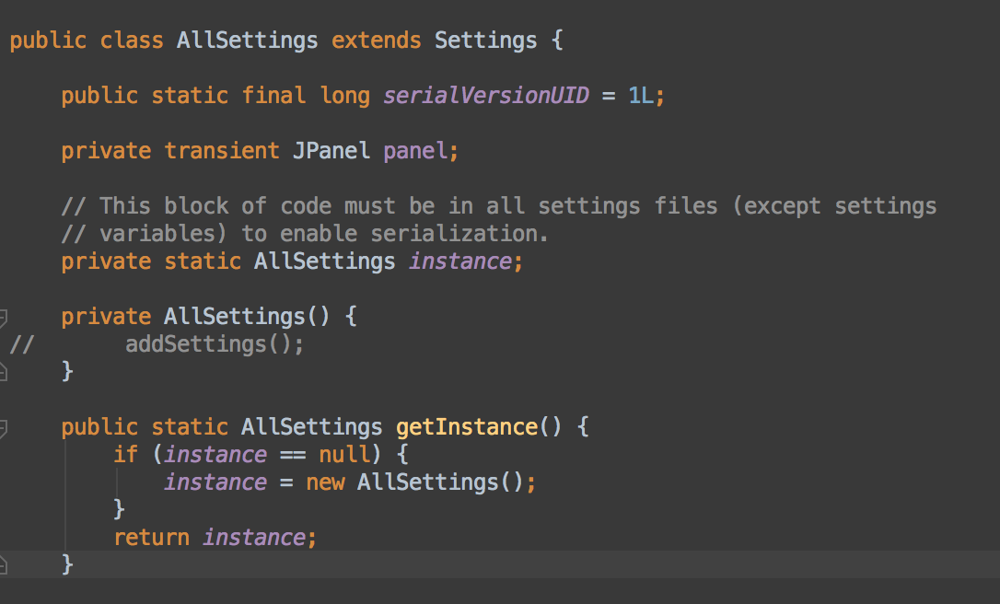 public class AllSettings extends Settings {
public static final long serialVersionUID = 1L;
private transient JPanel panel;
// This block of code must be in all settings files (except settings
// variables) to enable serialization.
private static AllSettings instance;
private AllSettings() {
// addSettings();
}
public static AllSettings getInstance() {
if (instance == null) {
instance = new AllSettings();
}
return instance;
}